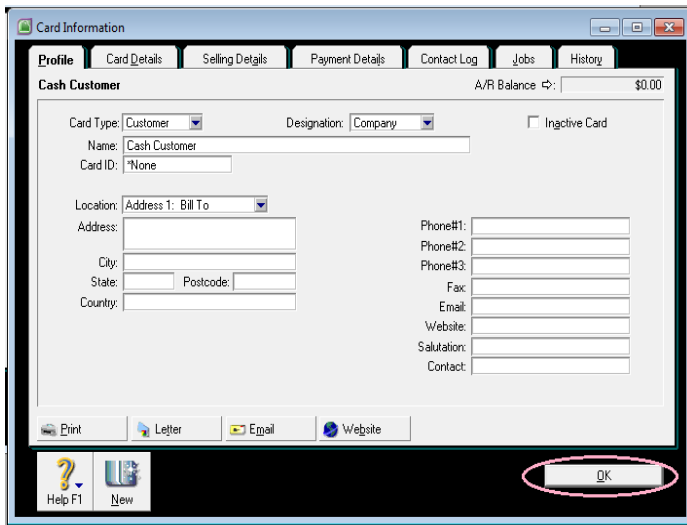 Card Information
Profile Card Details Selling Details Payment Details Contact Log Jobs History
Cash Customer A/R Balance ⇨: $0.00
Card Type: Customer Designation: Company Inactive Card
Name: Cash Customer
Card ID: *None
Location: Address 1: Bill To
Address: Phone#1:
Phone#2:
City: Phone#3:
State: Postcode: Fax:
Country: Email:
Website:
Salutation:
Contact:
Print Letter Email Website
Help F1 New OK